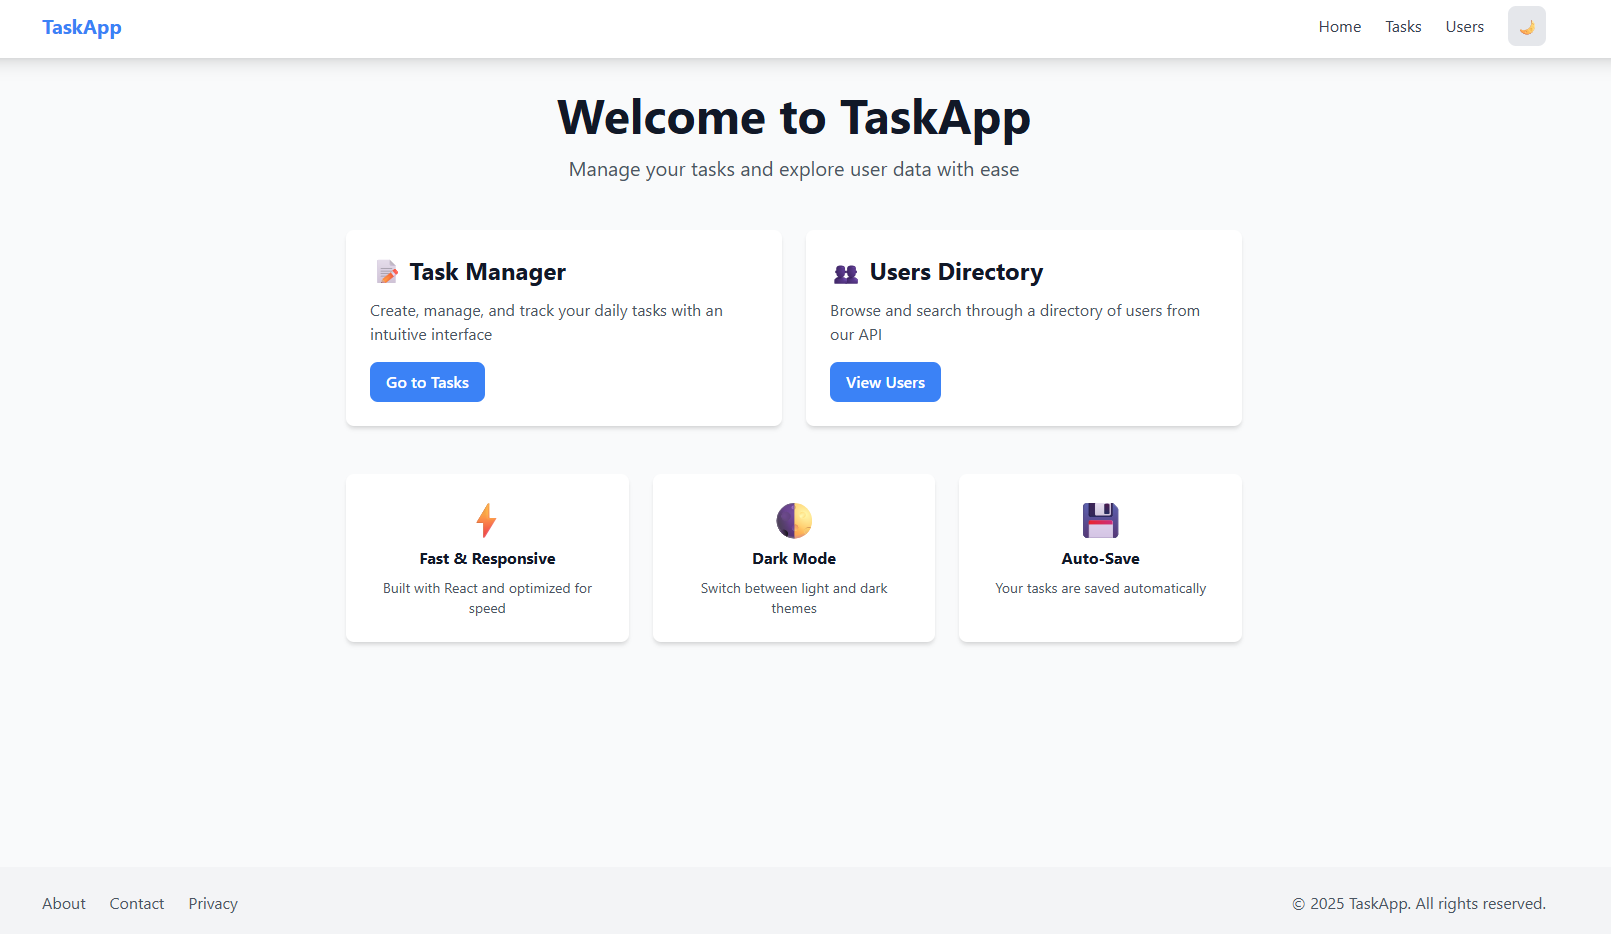 TaskApp
Home
Tasks
Users
Welcome to TaskApp
Manage your tasks and explore user data with ease
Task Manager
Create, manage, and track your daily tasks with an
intuitive interface
Go to Tasks
Users Directory
Browse and search through a directory of users from
our API
View Users
Fast & Responsive
Built with React and optimized for
speed
Dark Mode
Switch between light and dark
themes
Auto-Save
Your tasks are saved automatically
About
Contact
Privacy
© 2025 TaskApp. All rights reserved.